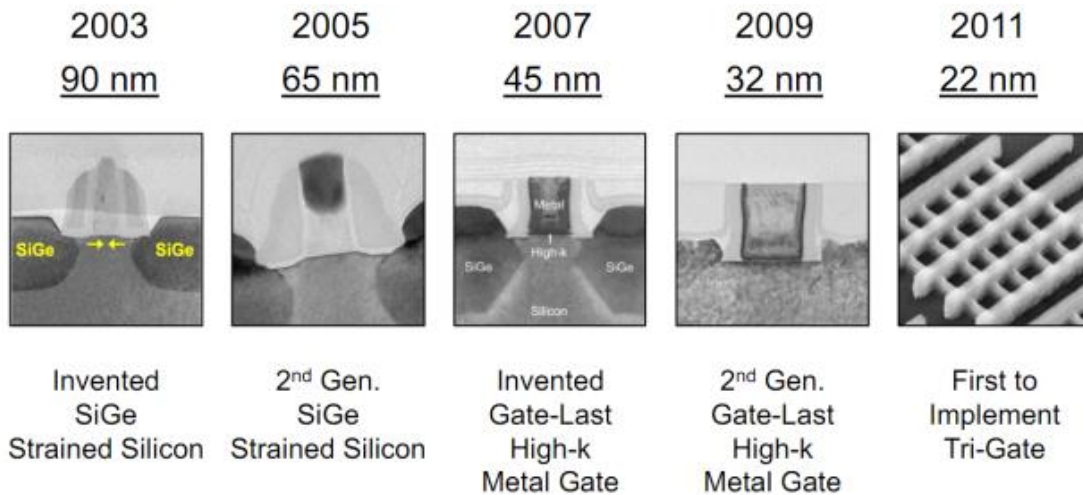 2003 2005 2007 2009 2011
90 nm 65 nm 45 nm 32 nm 22 nm
SiGe SiGe
Metal
High-k
SiGe SiGe
Silicon
Invented
SiGe
Strained Silicon
2nd Gen.
SiGe
Strained Silicon
Invented
Gate-Last
High-k
Metal Gate
2nd Gen.
Gate-Last
High-k
Metal Gate
First to
Implement
Tri-Gate